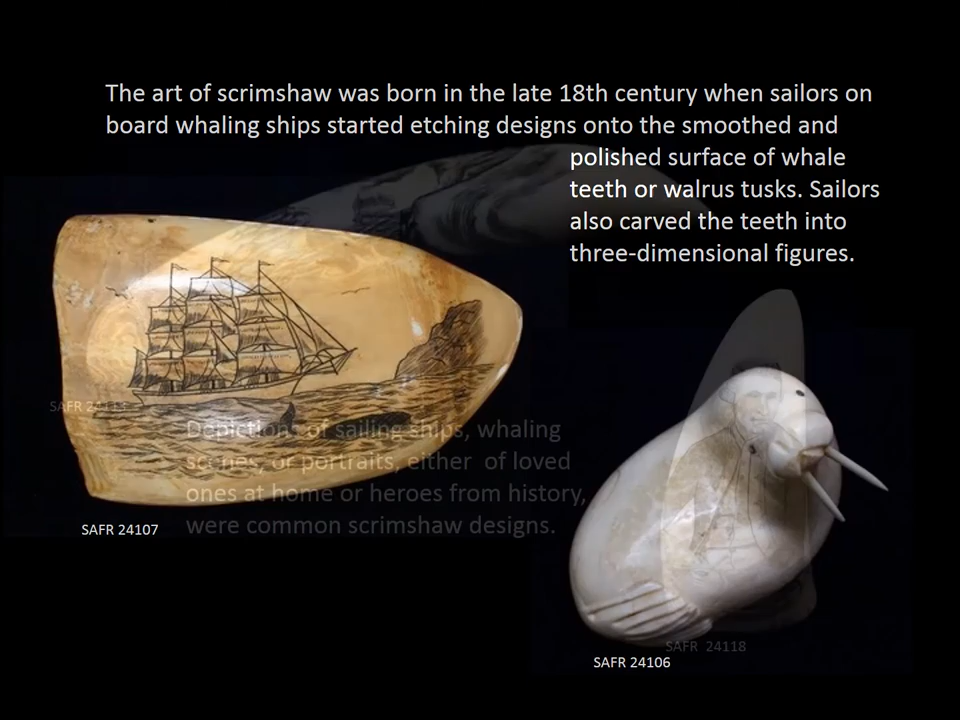 The art of scrimshaw was born in the late 18th century when sailors on
board whaling ships started etching designs onto the smoothed and
polished surface of whale
teeth or walrus tusks. Sailors
also carved the teeth into
three-dimensional figures.
SAFR
Depictions of sailing ships, whaling
scenes, or portraits, either of loved
ones at home or heroes from history,
were common scrimshaw designs.
SAFR 24107
SAFR 24118
SAFR 24106